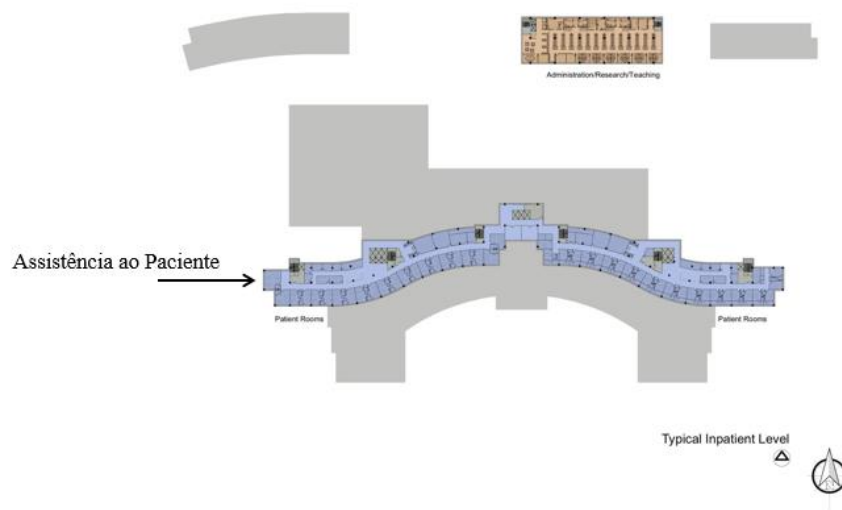 Administration/Research/Teaching
Assistência ao Paciente
Patient Rooms
Patient Rooms
Typical Inpatient Level